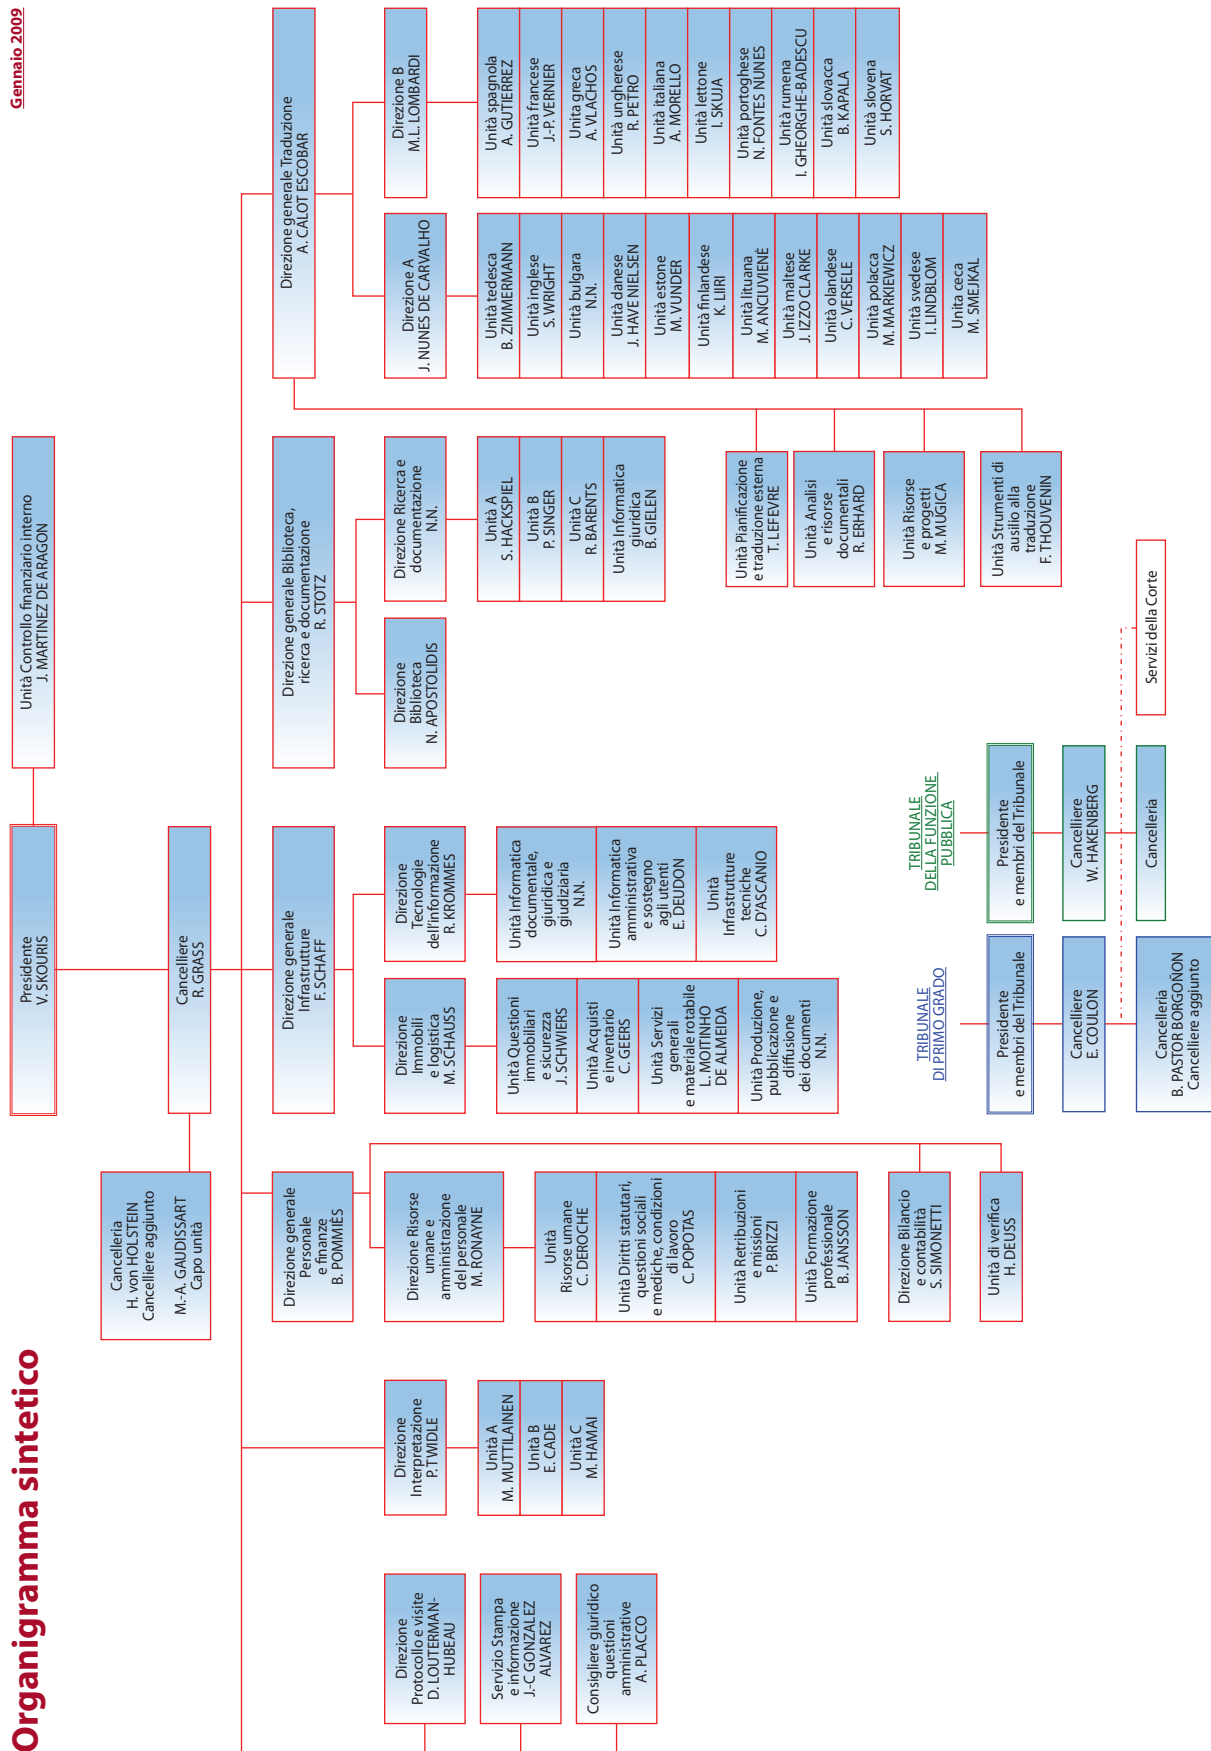 Organigramma sintetico
Gennaio 2009
Presidente
V. SKOURIS
Unità Controllo finanziario interno
J. MARTINEZ DE ARAGON
Cancelleria
H. von HOLSTEIN
Cancelliere aggiunto
M.-A. GAUDISSART
Capo unità
Cancelliere
R. GRASS
Direzione
Protocollo e visite
D. LOUTERMAN-
HUBEAU
Servizio Stampa
e informazione
J.-C GONZALEZ
ALVAREZ
Consigliere giuridico
questioni
amministrative
A. PLACCO
Direzione
Interpretazione
P. TWIDLE
Unità A
M. MUTTILAINEN
Unità B
E. CADE
Unità C
M. HAMAI
Direzione generale
Personale
e finanze
B. POMMIÈS
Direzione Risorse
umane e
amministrazione
del personale
M. RONAYNE
Unità
Risorse umane
C. DEROCHE
Unità Diritti statutari,
questioni sociali
e mediche, condizioni
di lavoro
C. POPOTAS
Unità Retribuzioni
e missioni
P. BRIZZI
Unità Formazione
professionale
B. JANSSON
Direzione Bilancio
e contabilità
S. SIMONETTI
Unità di verifica
H. DEUSS
Direzione generale
Infrastrutture
F. SCHAFF
Direzione
Immobili
e logistica
M. SCHAUSS
Unità Questioni
immobiliari
e sicurezza
J. SCHWIERS
Unità Acquisti
e inventario
C. GEERS
Unità Servizi
generali
e materiale rotabile
L. MOITINHO
DE ALMEIDA
Unità Produzione,
pubblicazione e
diffusione
dei documenti
N.N.
Direzione
Tecnologie
dell'informazione
R. KROMMES
Unità Informatica
documentale,
giuridica e
giudiziaria
N.N.
Unità Informatica
amministrativa
e sostegno
agli utenti
E. DEUDON
Unità
Infrastrutture
tecniche
C. D'ASCANIO
Direzione generale Biblioteca,
ricerca e documentazione
R. STOTZ
Direzione
Biblioteca
N. APOSTOLIDIS
Direzione Ricerca e
documentazione
N.N.
Unità A
S. HACKSPIEL
Unità B
P. SINGER
Unità C
R. BARENTS
Unità Informatica
giuridica
B. GIELEN
Direzione generale Traduzione
A. CALOT ESCOBAR
Direzione A
J. NUNES DE CARVALHO
Unità tedesca
B. ZIMMERMANN
Unità inglese
S. WRIGHT
Unità bulgara
N.N.
Unità danese
J. HAVE NIELSEN
Unità estone
M. VUNDER
Unità finlandese
K. LIIRI
Unità lituana
M. ANCIUVIENÉ
Unità maltese
J. IZZO CLARKE
Unità olandese
C. VERSELE
Unità polacca
M. MARKIEWICZ
Unità svedese
I. LINDBLOM
Unita ceca
M. SMEJKAL
Direzione B
M.L. LOMBARDI
Unità spagnola
A. GUTIERREZ
Unità francese
J.-P. VERNIER
Unita greca
A. VLACHOS
Unità ungherese
R. PETRO
Unità italiana
A. MORELLO
Unità lettone
I. SKUJA
Unità portoghese
N. FONTES NUNES
Unità rumena
I. GHEORGHE-BADESCU
Unità slovacca
B. KAPALA
Unità slovena
S. HORVAT
Unità Pianificazione
e traduzione esterna
T. LEFEVRE
Unità Analisi
e risorse
documentali
R. ERHARD
Unità Risorse
e progetti
M. MUGICA
Unità Strumenti di
ausilio alla
traduzione
F. THOUVENIN
TRIBUNALE
DI PRIMO GRADO
Presidente
e membri del Tribunale
Cancelliere
E. COULON
Cancelleria
B. PASTOR BORGOÑON
Cancelliere aggiunto
TRIBUNALE
DELLA FUNZIONE
PUBBLICA
Presidente
e membri del Tribunale
Cancelliere
W. HAKENBERG
Cancelleria
Servizi della Corte